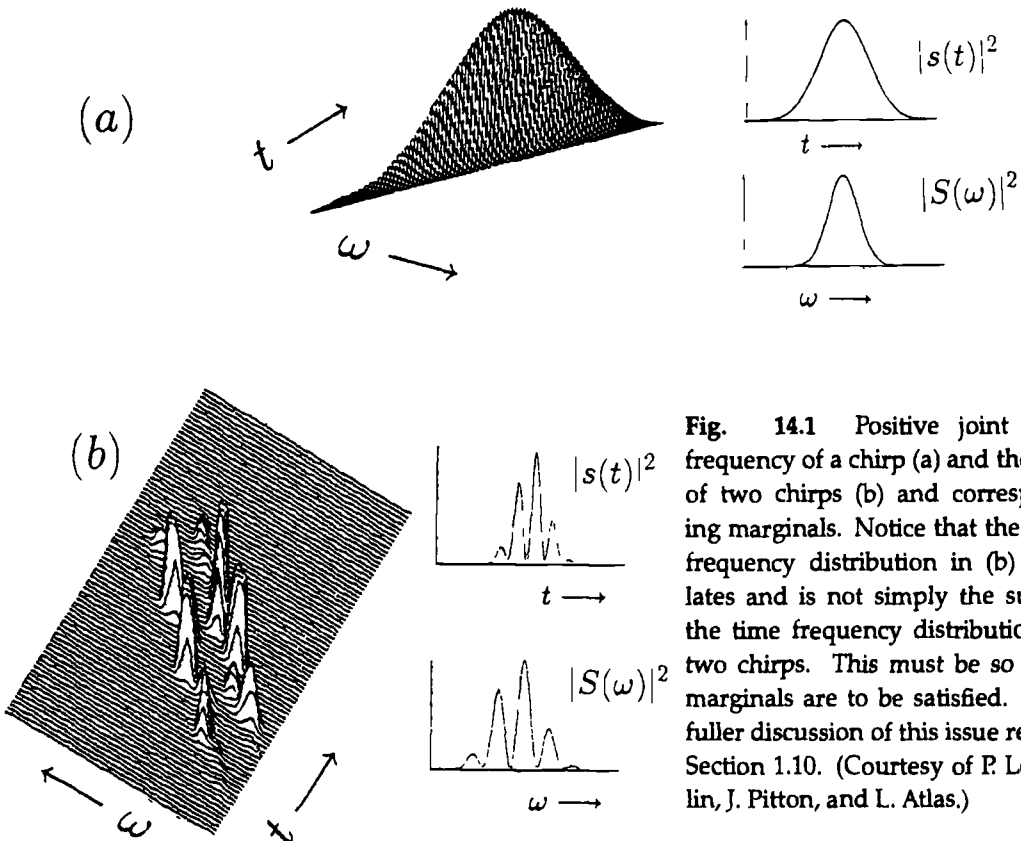 (a)
t
ω
|s(t)|²
t
|S(ω)|²
ω
(b)
ω
t
|s(t)|²
t
|S(ω)|²
ω
Fig. 14.1 Positive joint
frequency of a chirp (a) and the
of two chirps (b) and corresp
ing marginals. Notice that the
frequency distribution in (b)
lates and is not simply the su
the time frequency distributio
two chirps. This must be so
marginals are to be satisfied.
fuller discussion of this issue re
Section 1.10. (Courtesy of P. Lo
lin, J. Pitton, and L. Atlas.)